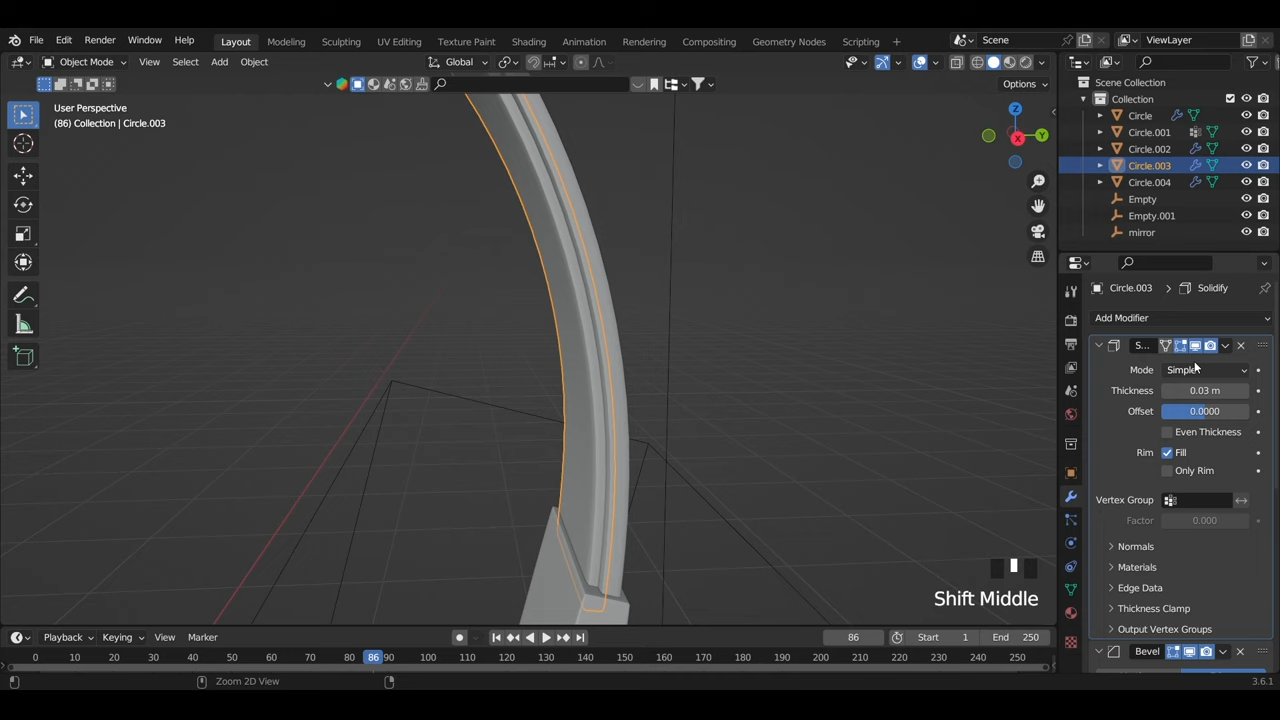 File Edit Render Window Help Layout Modeling Sculpting UV Editing Texture Paint Shading Animation Rendering Compositing Geometry Nodes Scripting + Scene ViewLayer
Object Mode View Select Add Object Global
Options
User Perspective
(86) Collection | Circle.003
Z
Y
X
Scene Collection
Collection
Circle
Circle.001
Circle.002
Circle.003
Circle.004
Empty
Empty.001
mirror
Circle.003 > Solidify
Add Modifier
S...
Mode Simple
Thickness 0.03 m
Offset 0.0000
Even Thickness
Rim Fill
Only Rim
Vertex Group
Factor 0.000
Normals
Materials
Edge Data
Thickness Clamp
Output Vertex Groups
Bevel
Shift Middle
Playback Keying View Marker 86 Start 1 End 250
0 10 20 30 40 50 60 70 80 86 90 100 110 120 130 140 150 160 170 180 190 200 210 220 230 240 250
Zoom 2D View 3.6.1